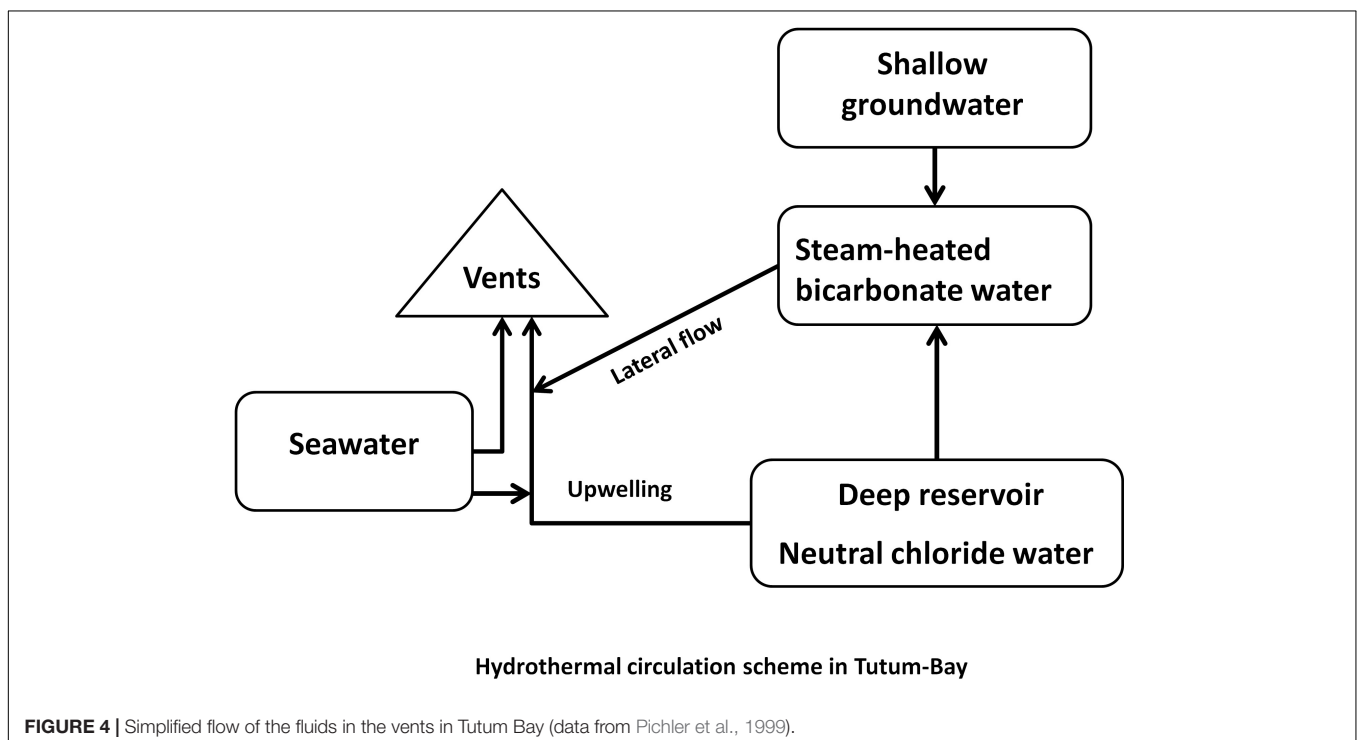 Shallow
groundwater
Vents
Steam-heated
bicarbonate water
Lateral flow
Seawater
Upwelling
Deep reservoir
Neutral chloride water
Hydrothermal circulation scheme in Tutum-Bay
FIGURE 4 | Simplified flow of the fluids in the vents in Tutum Bay (data from Pichler et al., 1999).